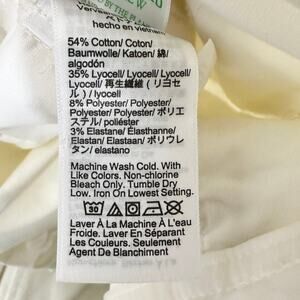 hecho en vietnam
54% Cotton/ Coton/
Baumwolle/ Katoen/ 綿/
algodón
35% Lyocell/ Lyocell/ Lyocell/
Lyocell/ 再生繊維 ( リヨセ
ル ) / lyocell
8% Polyester/ Polyester/
Polyester/ Polyester/ ポリエ
ステル/ poliéster
3% Elastane/ Élasthanne/
Elastan/ Elastaan/ ポリウレ
タン/ elastano
Machine Wash Cold. With
Like Colors. Non-chlorine
Bleach Only. Tumble Dry
Low. Iron On Lowest Setting.
30
Laver À La Machine À L'eau
Froide. Laver En Séparant
Les Couleurs. Seulement
Agent De Blanchiment